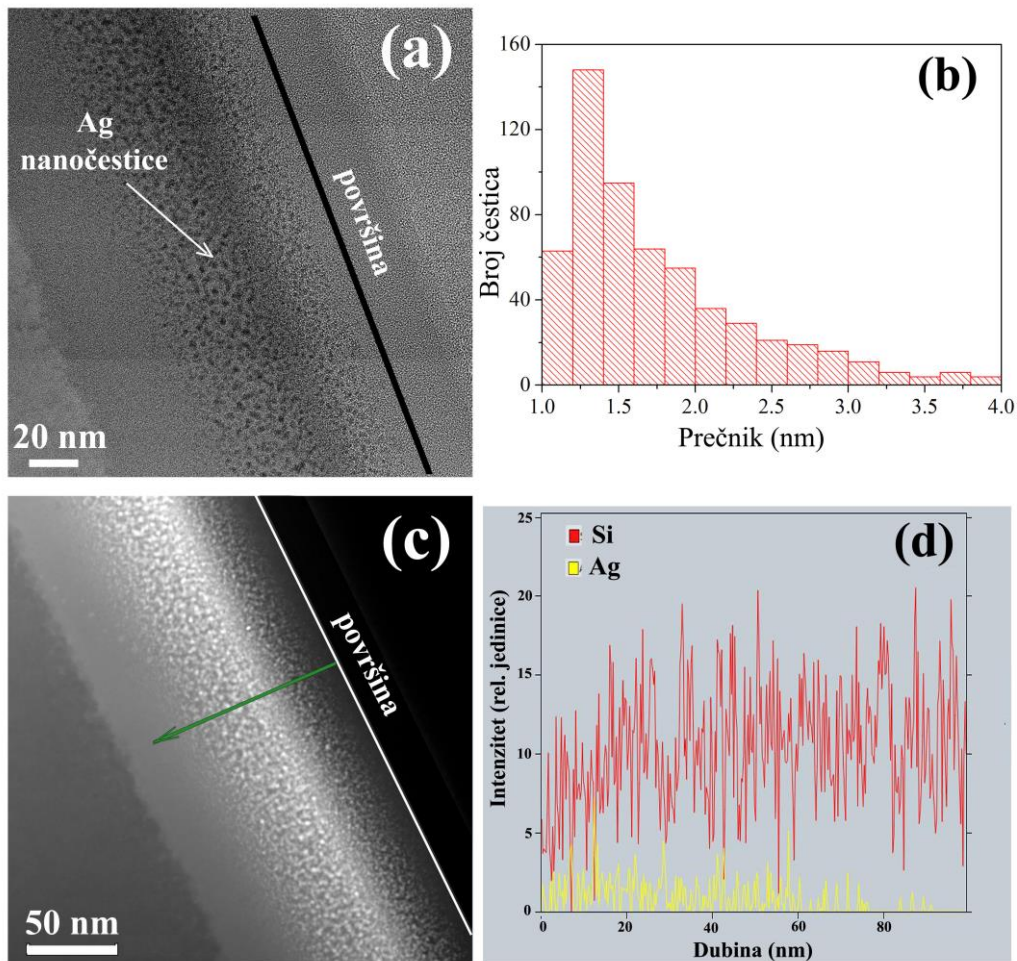 (a)
Ag
nanočestice
površina
20 nm
(b)
Broj čestica
160
120
80
40
0
1.0 1.5 2.0 2.5 3.0 3.5 4.0
Prečnik (nm)
(c)
površina
50 nm
(d)
Si
Ag
Intenzitet (rel. jedinice)
25
20
15
10
5
0
0 20 40 60 80
Dubina (nm)